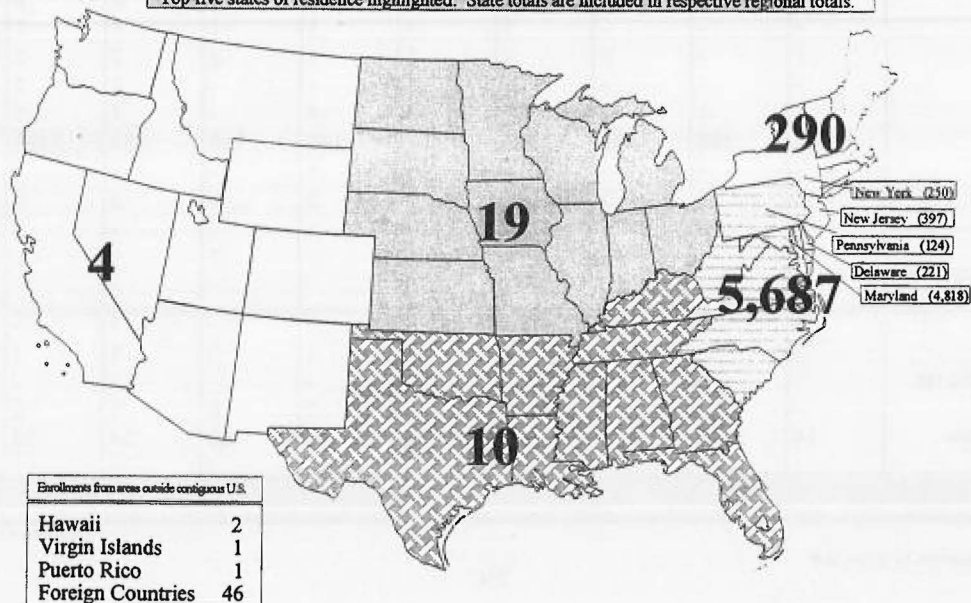 Top five states of residence highlighted. State totals are included in respective regional totals.
290
New York (250)
New Jersey (397)
Pennsylvania (124)
Delaware (221)
Maryland (4,818)
19
4
5,687
10
Enrollments from areas outside contiguous U.S.
Hawaii 2
Virgin Islands 1
Puerto Rico 1
Foreign Countries 46